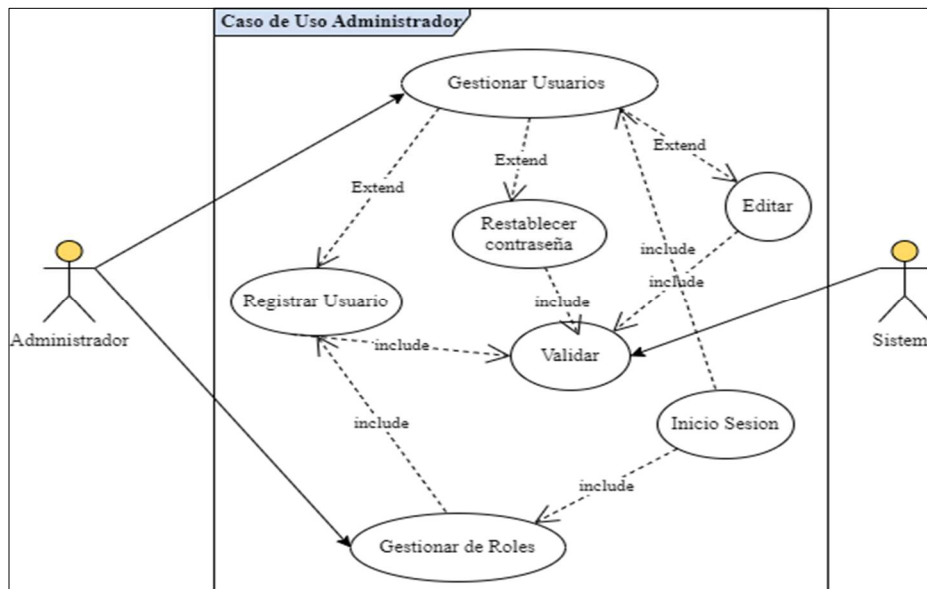 Caso de Uso Administrador
Gestionar Usuarios
Extend
Extend
Extend
Restablecer
contraseña
Editar
include
include
include
Registrar Usuario
include
Validar
Administrador
Sistem
Inicio Sesion
include
include
Gestionar de Roles